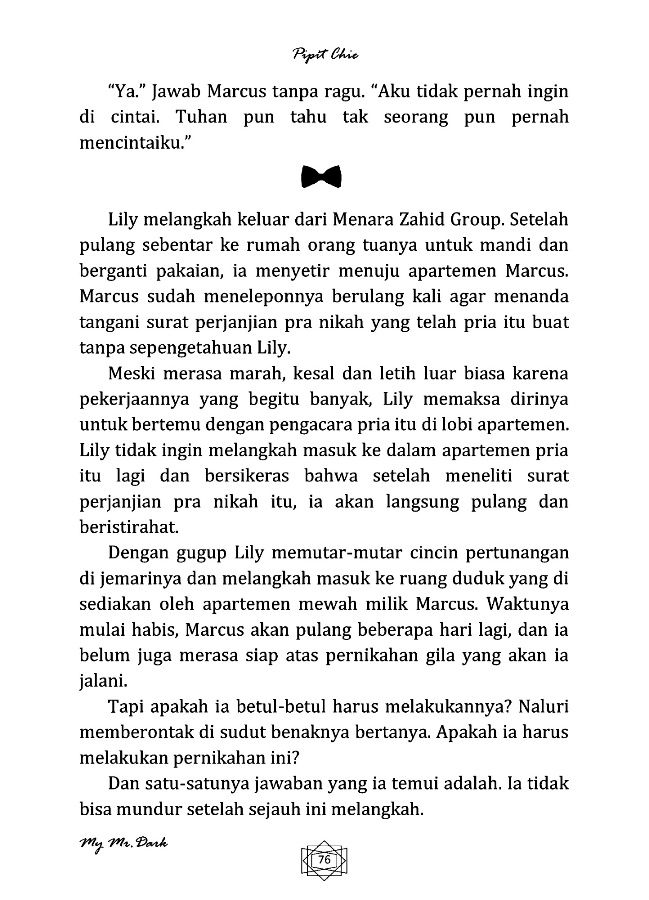 Pipit Chie
“Ya.” Jawab Marcus tanpa ragu. “Aku tidak pernah ingin
di cintai. Tuhan pun tahu tak seorang pun pernah
mencintaiku.”
Lily melangkah keluar dari Menara Zahid Group. Setelah
pulang sebentar ke rumah orang tuanya untuk mandi dan
berganti pakaian, ia menyetir menuju apartemen Marcus.
Marcus sudah meneleponnya berulang kali agar menanda
tangani surat perjanjian pra nikah yang telah pria itu buat
tanpa sepengetahuan Lily.
Meski merasa marah, kesal dan letih luar biasa karena
pekerjaannya yang begitu banyak, Lily memaksa dirinya
untuk bertemu dengan pengacara pria itu di lobi apartemen.
Lily tidak ingin melangkah masuk ke dalam apartemen pria
itu lagi dan bersikeras bahwa setelah meneliti surat
perjanjian pra nikah itu, ia akan langsung pulang dan
beristirahat.
Dengan gugup Lily memutar-mutar cincin pertunangan
di jemarinya dan melangkah masuk ke ruang duduk yang di
sediakan oleh apartemen mewah milik Marcus. Waktunya
mulai habis, Marcus akan pulang beberapa hari lagi, dan ia
belum juga merasa siap atas pernikahan gila yang akan ia
jalani.
Tapi apakah ia betul-betul harus melakukannya? Naluri
memberontak di sudut benaknya bertanya. Apakah ia harus
melakukan pernikahan ini?
Dan satu-satunya jawaban yang ia temui adalah. Ia tidak
bisa mundur setelah sejauh ini melangkah.
My Mr. Dark
76